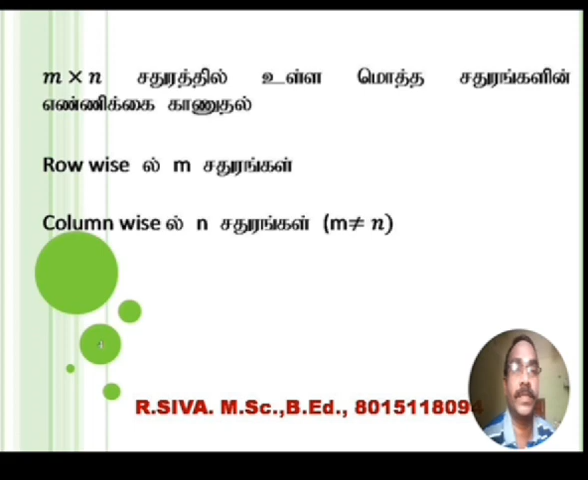 m × n சதுரத்தில் உள்ள மொத்த சதுரங்களின்
எண்ணிக்கை காணுதல்
Row wise ல் m சதுரங்கள்
Column wise ல் n சதுரங்கள் (m≠ n)
R.SIVA. M.Sc.,B.Ed., 8015118094